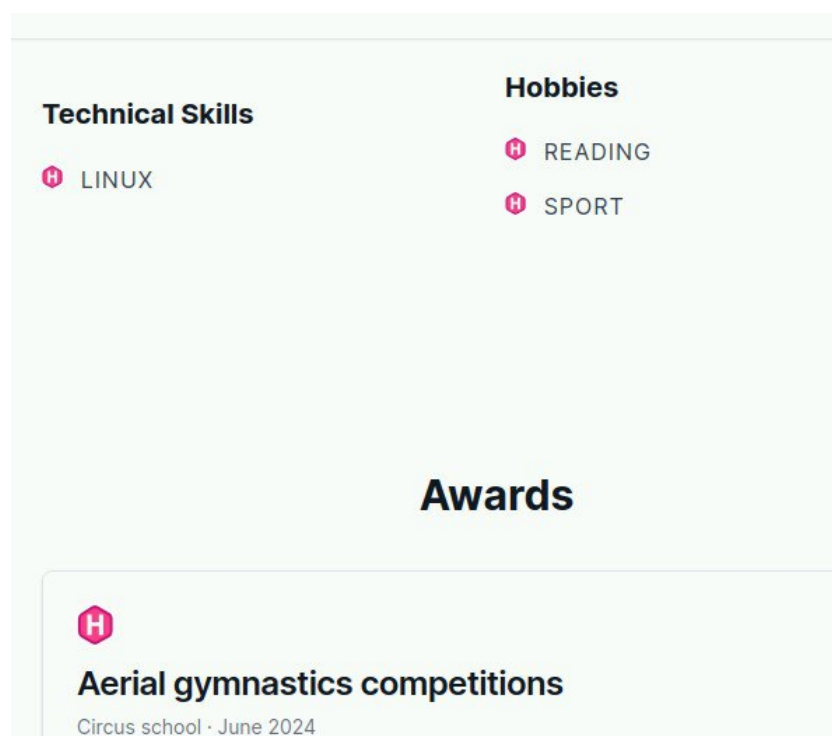 Technical Skills
LINUX
Hobbies
READING
SPORT
Awards
Aerial gymnastics competitions
Circus school · June 2024